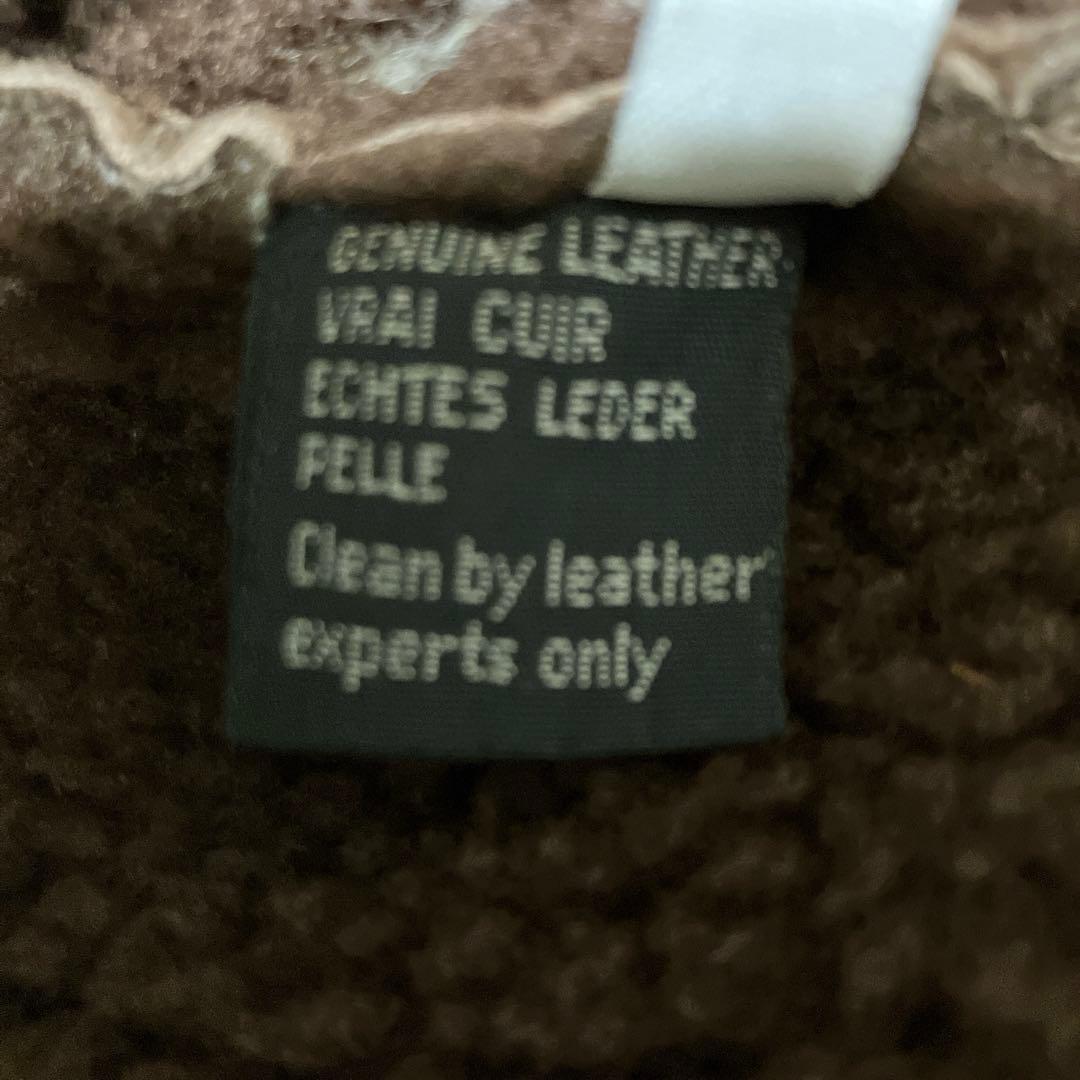 GENUINE LEATHER
VRAI CUIR
ECHTES LEDER
PELLE
Clean by leather
experts only